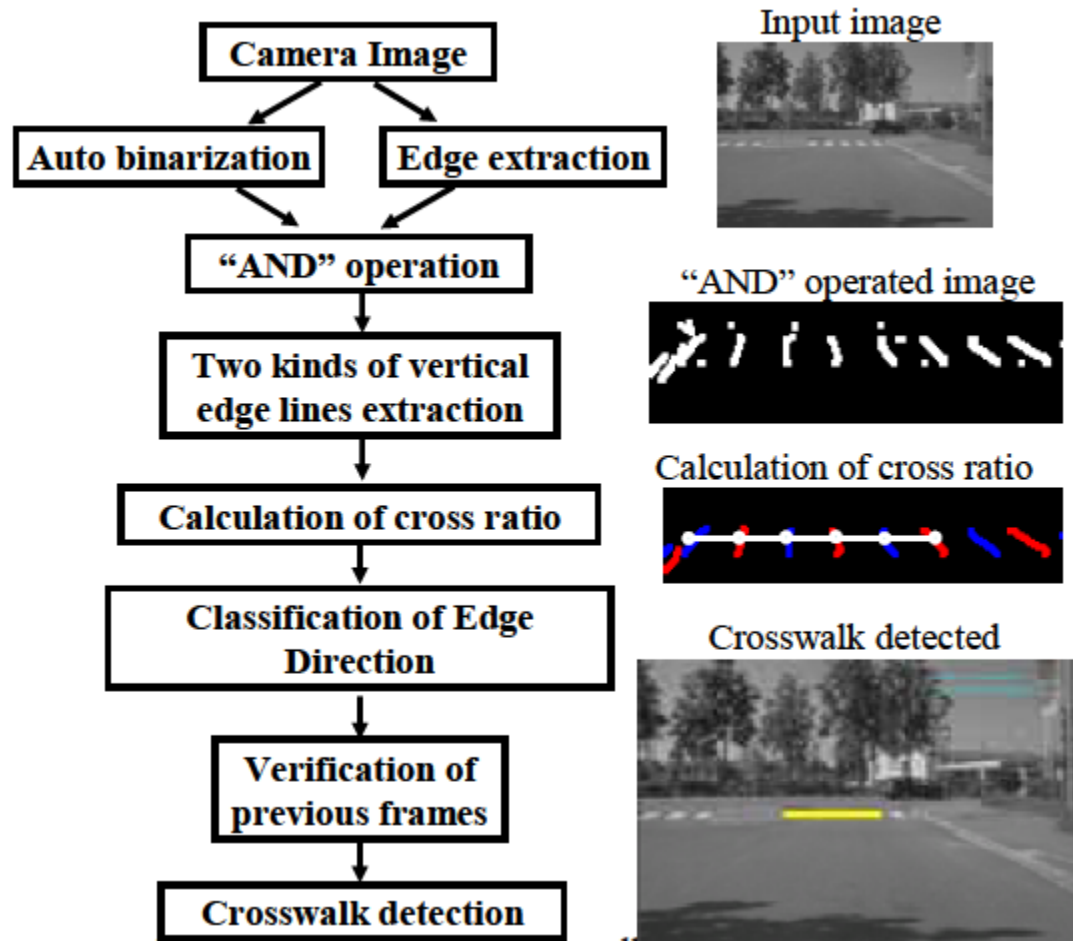 Camera Image
Auto binarization
Edge extraction
“AND” operation
Two kinds of vertical
edge lines extraction
Calculation of cross ratio
Classification of Edge
Direction
Verification of
previous frames
Crosswalk detection
Input image
“AND” operated image
Calculation of cross ratio
Crosswalk detected